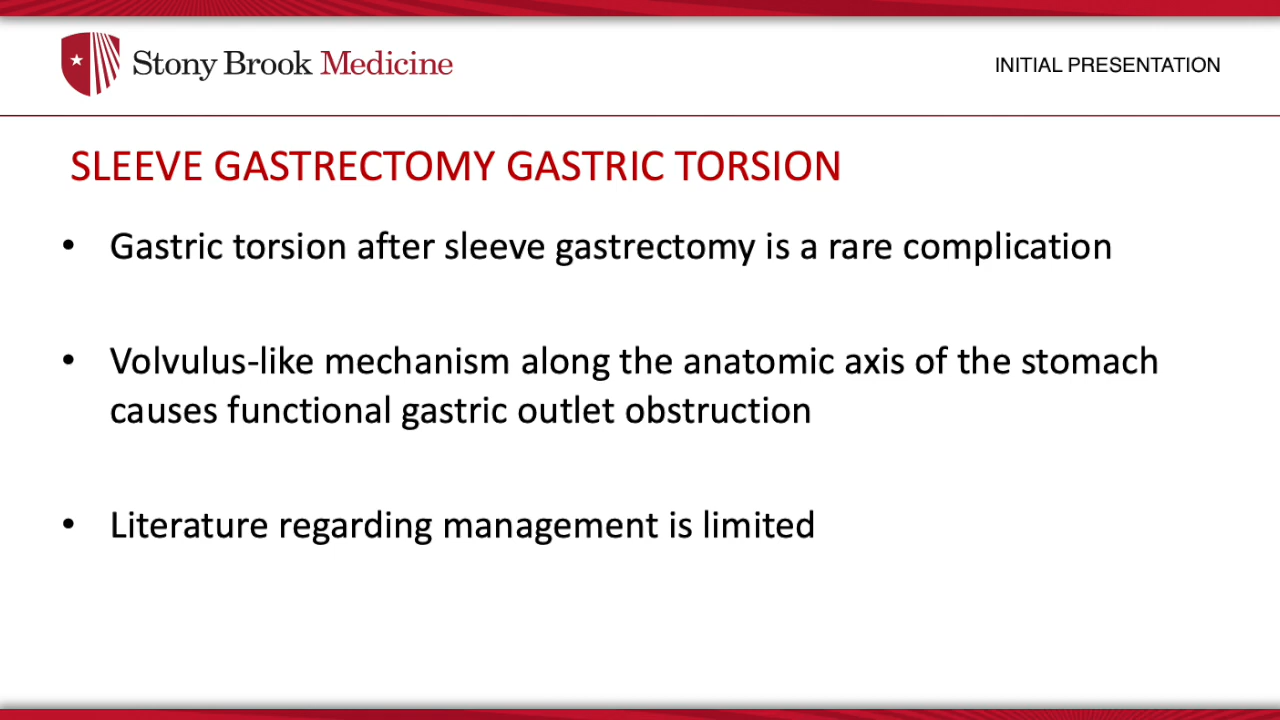 Stony Brook Medicine
INITIAL PRESENTATION
SLEEVE GASTRECTOMY GASTRIC TORSION
• Gastric torsion after sleeve gastrectomy is a rare complication
• Volvulus-like mechanism along the anatomic axis of the stomach
causes functional gastric outlet obstruction
• Literature regarding management is limited